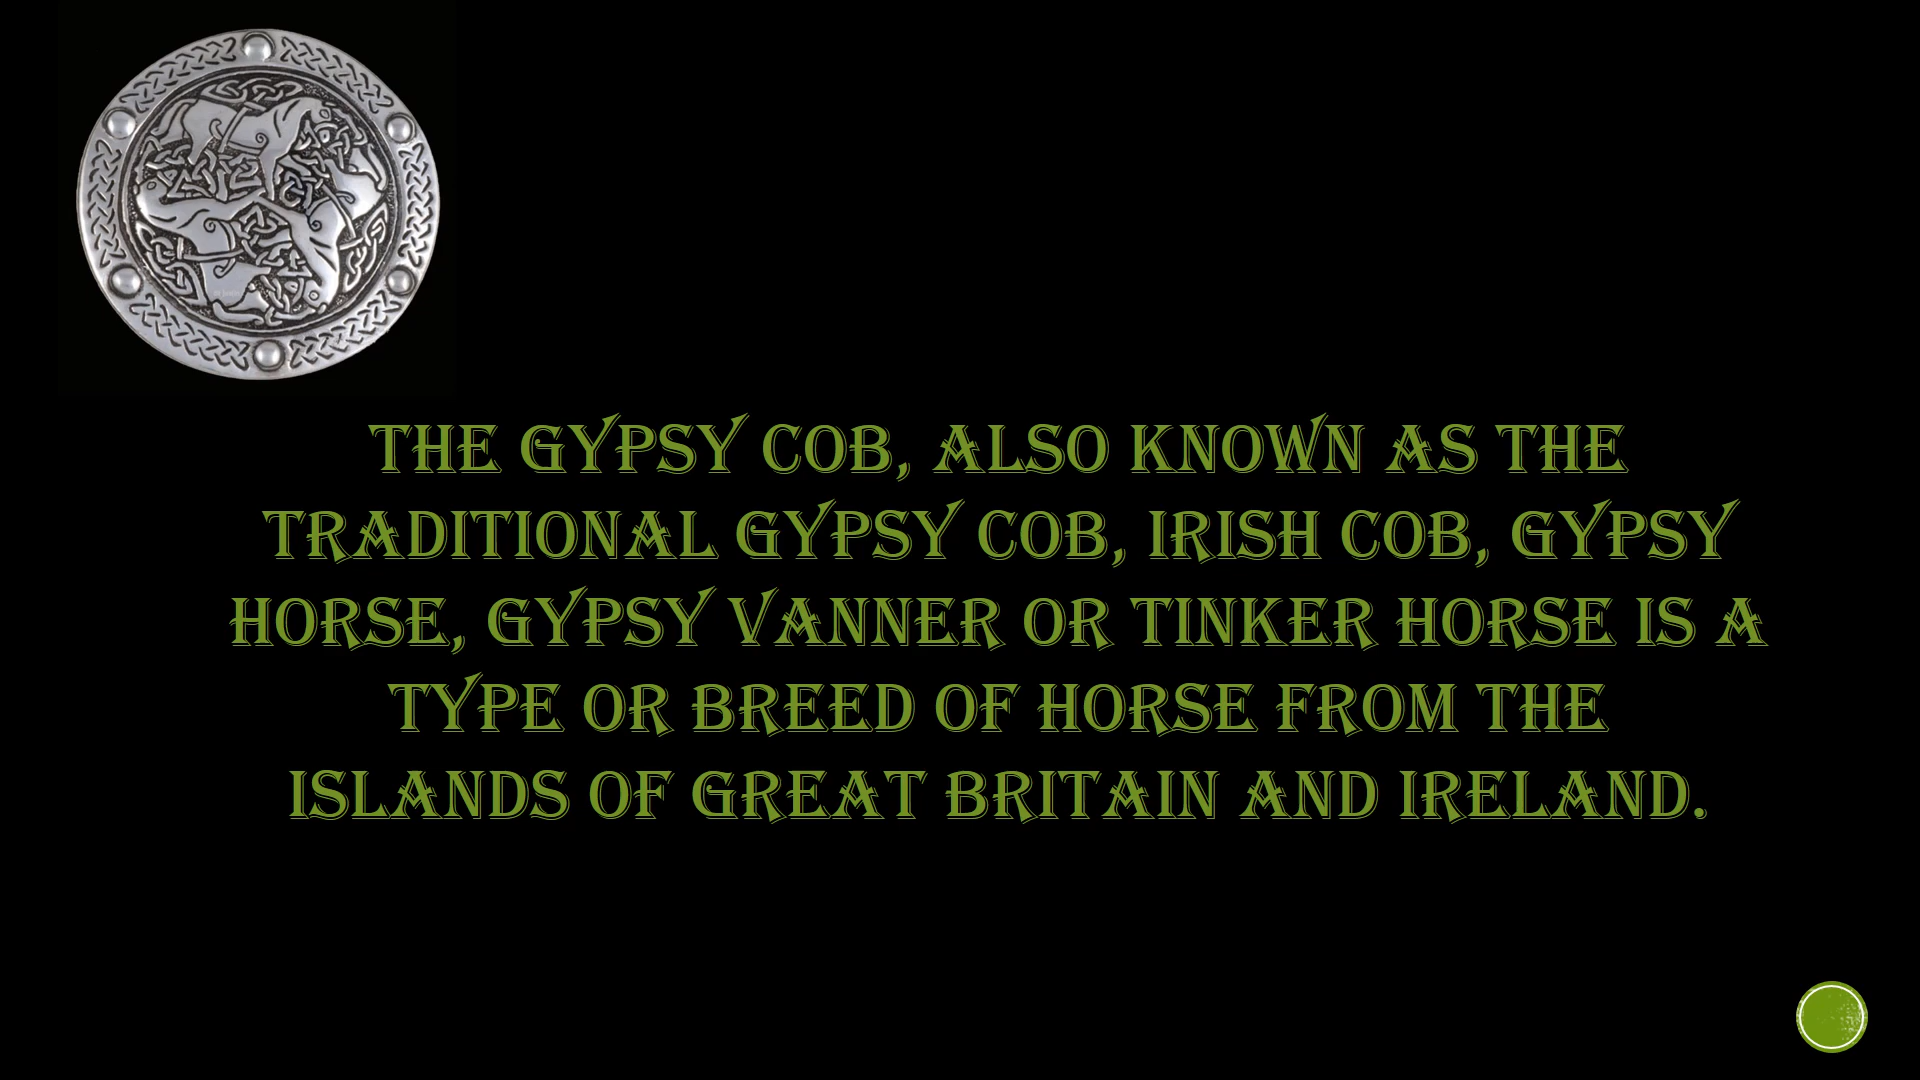 THE GYPSY COB, ALSO KNOWN AS THE
TRADITIONAL GYPSY COB, IRISH COB, GYPSY
HORSE, GYPSY VANNER OR TINKER HORSE IS A
TYPE OR BREED OF HORSE FROM THE
ISLANDS OF GREAT BRITAIN AND IRELAND.